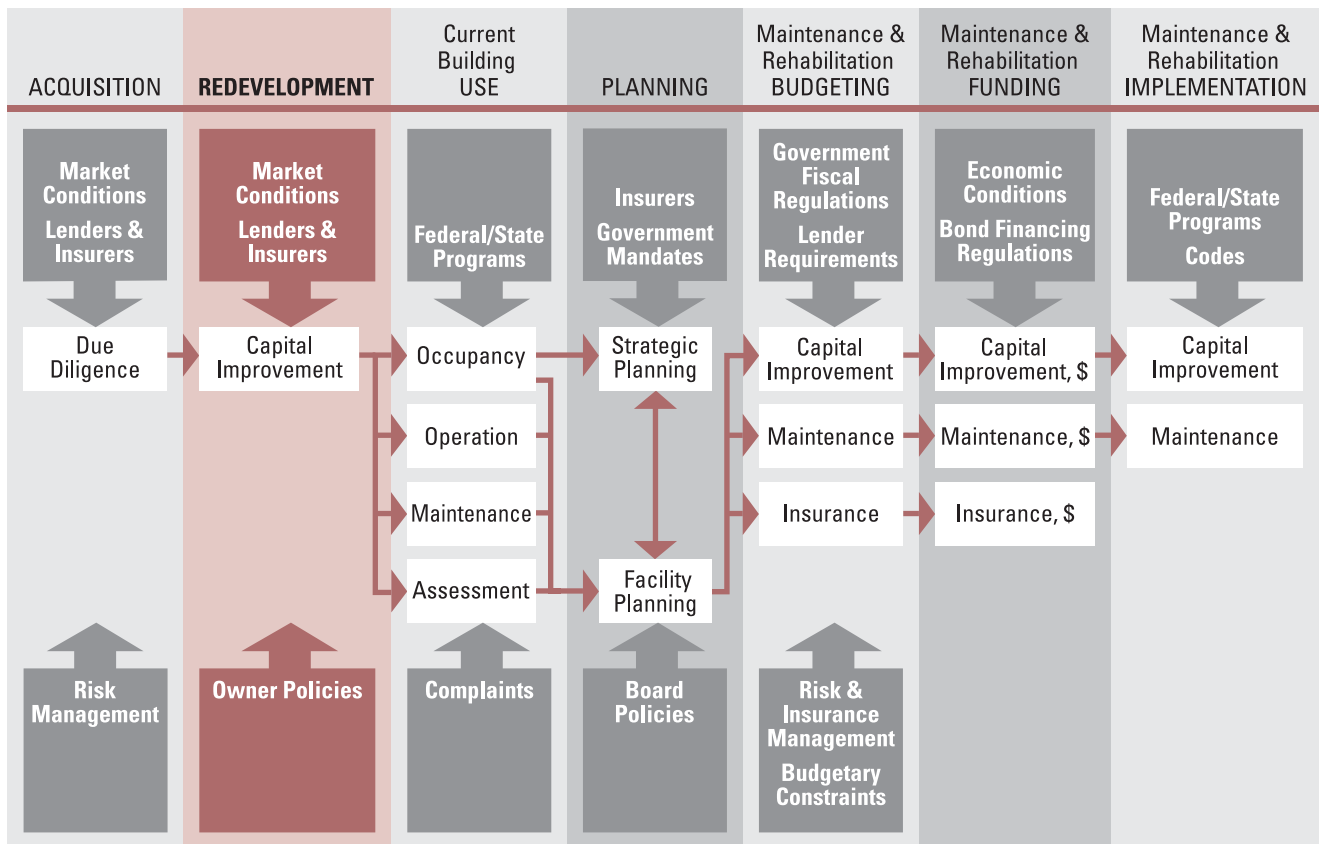 ACQUISITION
REDEVELOPMENT
Current
Building
USE
PLANNING
Maintenance &
Rehabilitation
BUDGETING
Maintenance &
Rehabilitation
FUNDING
Maintenance &
Rehabilitation
IMPLEMENTATION
Market
Conditions
Lenders &
Insurers
Market
Conditions
Lenders &
Insurers
Federal/State
Programs
Insurers
Government
Mandates
Government
Fiscal
Regulations
Lender
Requirements
Economic
Conditions
Bond Financing
Regulations
Federal/State
Programs
Codes
Due
Diligence
Capital
Improvement
Occupancy
Operation
Maintenance
Assessment
Strategic
Planning
Facility
Planning
Capital
Improvement
Maintenance
Insurance
Capital
Improvement, $
Maintenance, $
Insurance, $
Capital
Improvement
Maintenance
Risk
Management
Owner Policies
Complaints
Board
Policies
Risk &
Insurance
Management
Budgetary
Constraints